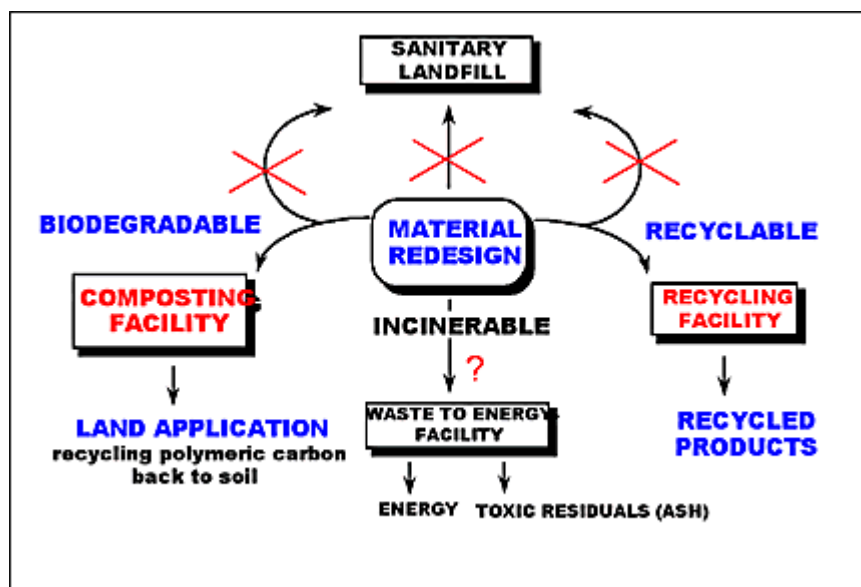 SANITARY
LANDFILL
BIODEGRADABLE
MATERIAL
REDESIGN
RECYCLABLE
COMPOSTING
FACILITY
INCINERABLE
RECYCLING
FACILITY
?
WASTE TO ENERGY
FACILITY
LAND APPLICATION
recycling polymeric carbon
back to soil
RECYCLED
PRODUCTS
ENERGY
TOXIC RESIDUALS (ASH)